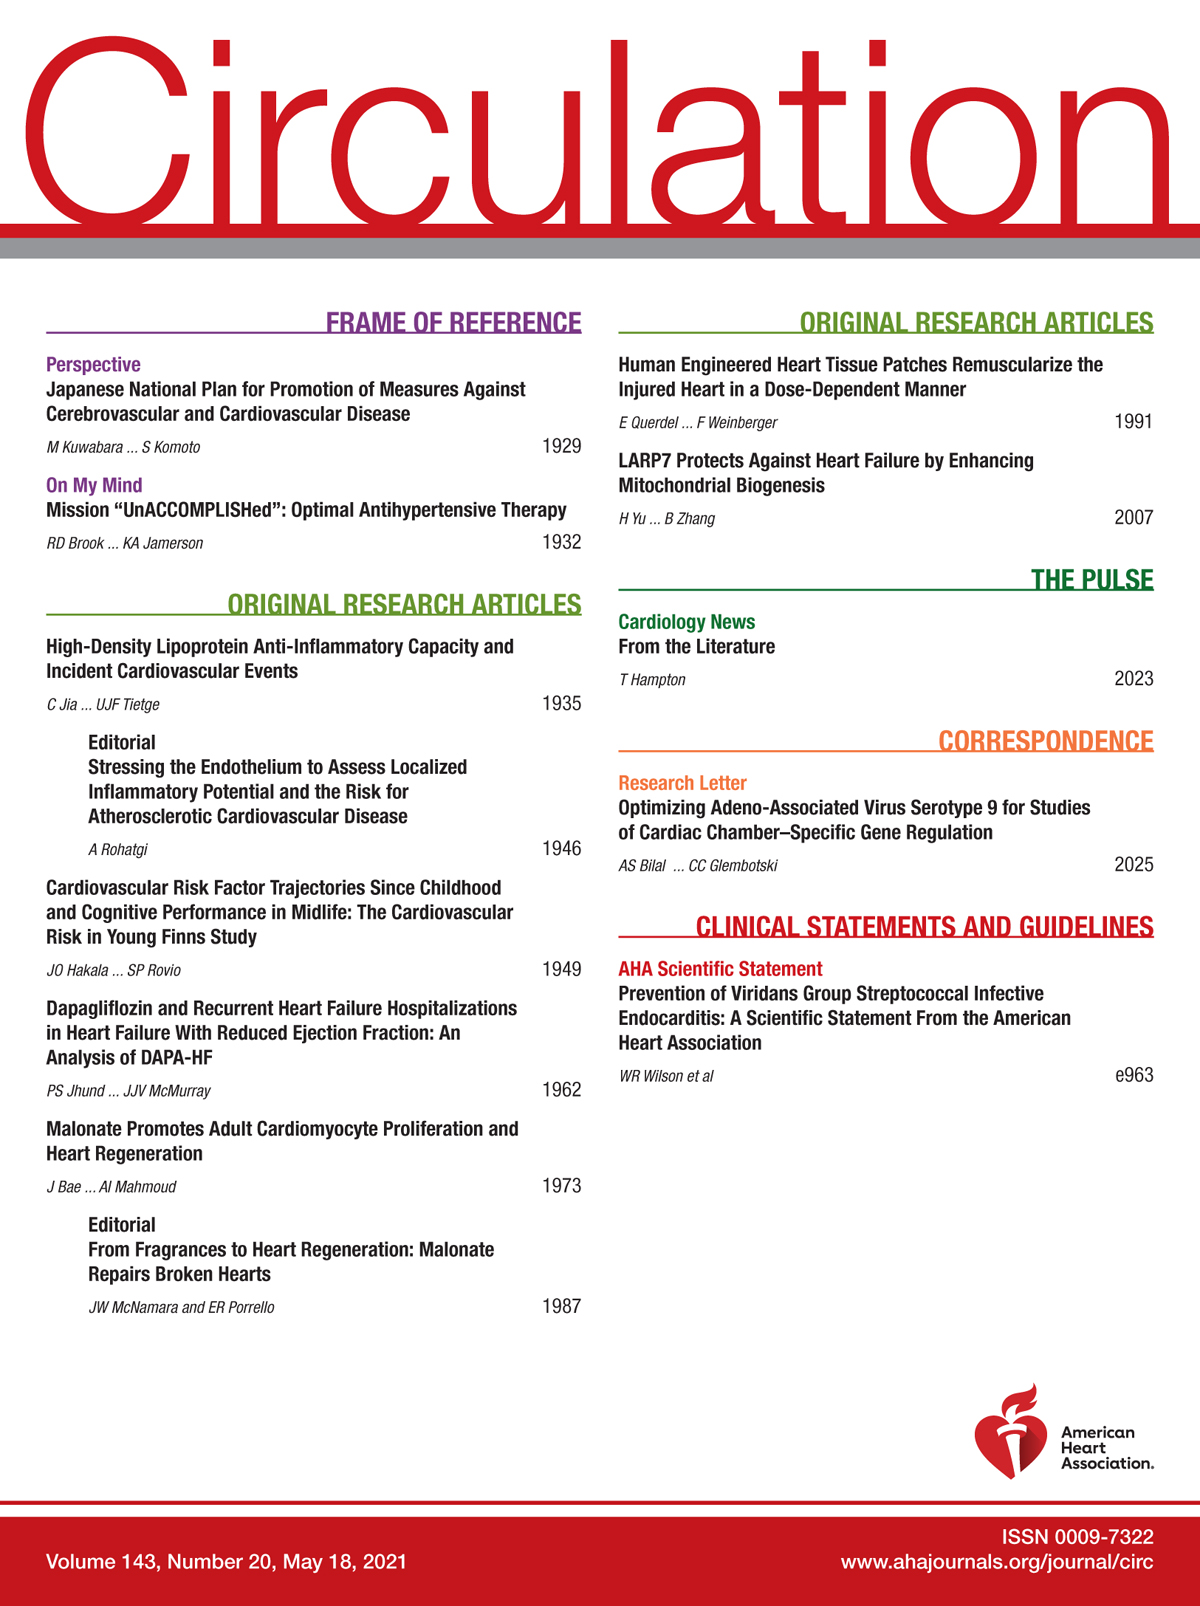 Circulation
FRAME OF REFERENCE
Perspective
Japanese National Plan for Promotion of Measures Against
Cerebrovascular and Cardiovascular Disease
M Kuwabara ... S Komoto 1929
On My Mind
Mission “UnACCOMPLISHed”: Optimal Antihypertensive Therapy
RD Brook ... KA Jamerson 1932
ORIGINAL RESEARCH ARTICLES
High-Density Lipoprotein Anti-Inflammatory Capacity and
Incident Cardiovascular Events
C Jia ... UJF Tietge 1935
Editorial
Stressing the Endothelium to Assess Localized
Inflammatory Potential and the Risk for
Atherosclerotic Cardiovascular Disease
A Rohatgi 1946
Cardiovascular Risk Factor Trajectories Since Childhood
and Cognitive Performance in Midlife: The Cardiovascular
Risk in Young Finns Study
JO Hakala ... SP Rovio 1949
Dapagliflozin and Recurrent Heart Failure Hospitalizations
in Heart Failure With Reduced Ejection Fraction: An
Analysis of DAPA-HF
PS Jhund ... JJV McMurray 1962
Malonate Promotes Adult Cardiomyocyte Proliferation and
Heart Regeneration
J Bae ... AI Mahmoud 1973
Editorial
From Fragrances to Heart Regeneration: Malonate
Repairs Broken Hearts
JW McNamara and ER Porrello 1987
ORIGINAL RESEARCH ARTICLES
Human Engineered Heart Tissue Patches Remuscularize the
Injured Heart in a Dose-Dependent Manner
E Querdel ... F Weinberger 1991
LARP7 Protects Against Heart Failure by Enhancing
Mitochondrial Biogenesis
H Yu ... B Zhang 2007
THE PULSE
Cardiology News
From the Literature
T Hampton 2023
CORRESPONDENCE
Research Letter
Optimizing Adeno-Associated Virus Serotype 9 for Studies
of Cardiac Chamber–Specific Gene Regulation
AS Bilal ... CC Glembotski 2025
CLINICAL STATEMENTS AND GUIDELINES
AHA Scientific Statement
Prevention of Viridans Group Streptococcal Infective
Endocarditis: A Scientific Statement From the American
Heart Association
WR Wilson et al e963
American
Heart
Association.
ISSN 0009-7322
Volume 143, Number 20, May 18, 2021 www.ahajournals.org/journal/circ